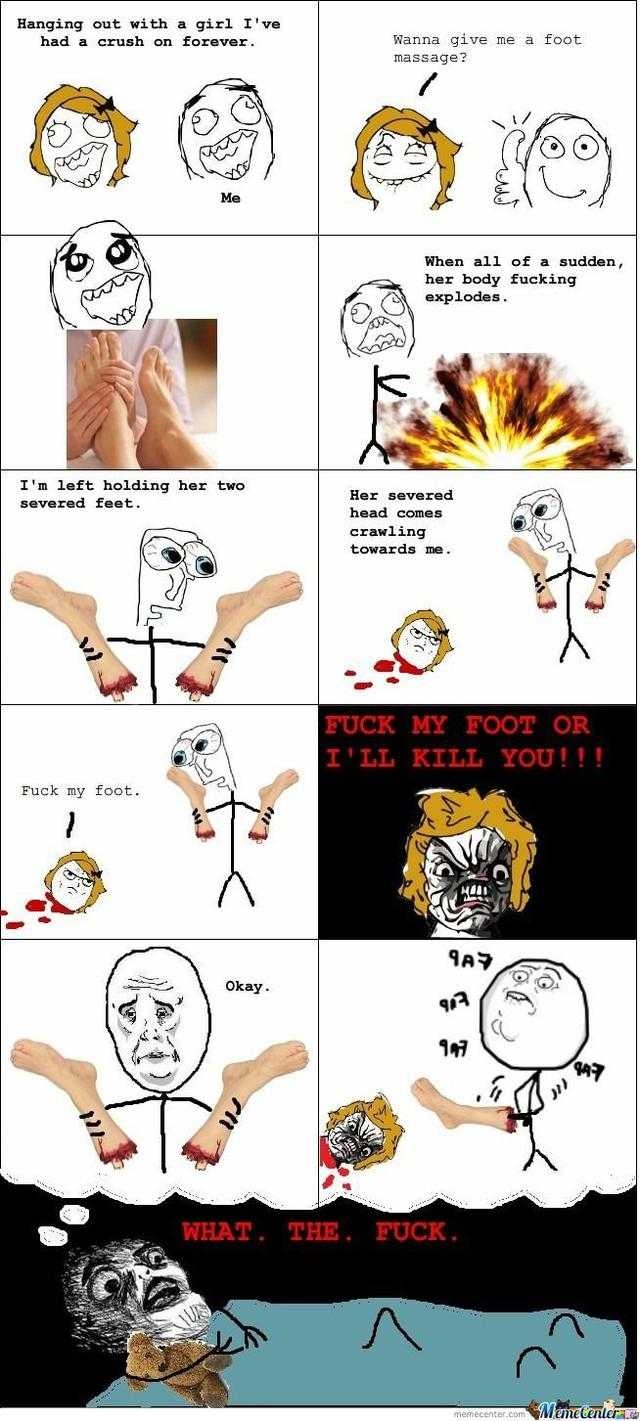 Hanging out with a girl I've
had a crush on forever.
Me
Wanna give me a foot
massage?
When all of a sudden,
her body fucking
explodes.
I'm left holding her two
severed feet.
Her severed
head comes
crawling
towards me.
Fuck my foot.
FUCK MY FOOT OR
I'LL KILL YOU!!!
Okay.
WHAT. THE. FUCK.
memecenter.com MemeCenter